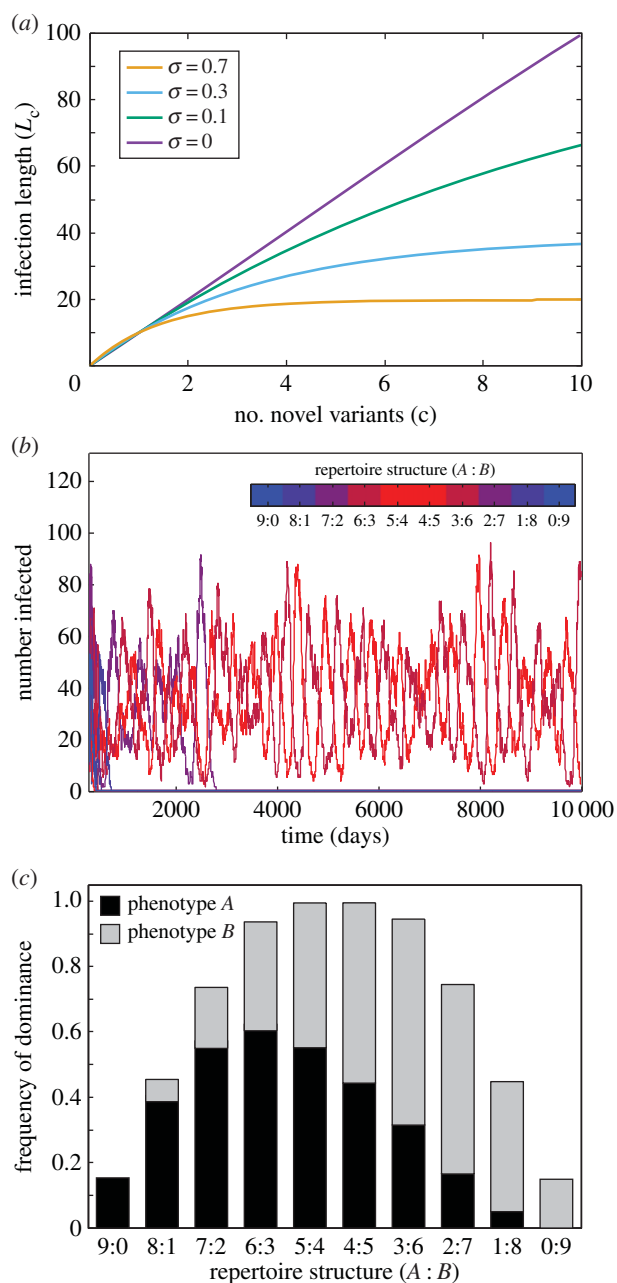 (a)
100
80
60
40
20
0
2
4
6
8
10
infection length (Lc)
σ = 0.7
σ = 0.3
σ = 0.1
σ = 0
no. novel variants (c)
(b)
120
100
80
60
40
20
0
2000
4000
6000
8000
10 000
number infected
repertoire structure (A : B)
9:0 8:1 7:2 6:3 5:4 4:5 3:6 2:7 1:8 0:9
time (days)
(c)
1.0
0.8
0.6
0.4
0.2
0
frequency of dominance
phenotype A
phenotype B
9:0 8:1 7:2 6:3 5:4 4:5 3:6 2:7 1:8 0:9
repertoire structure (A : B)